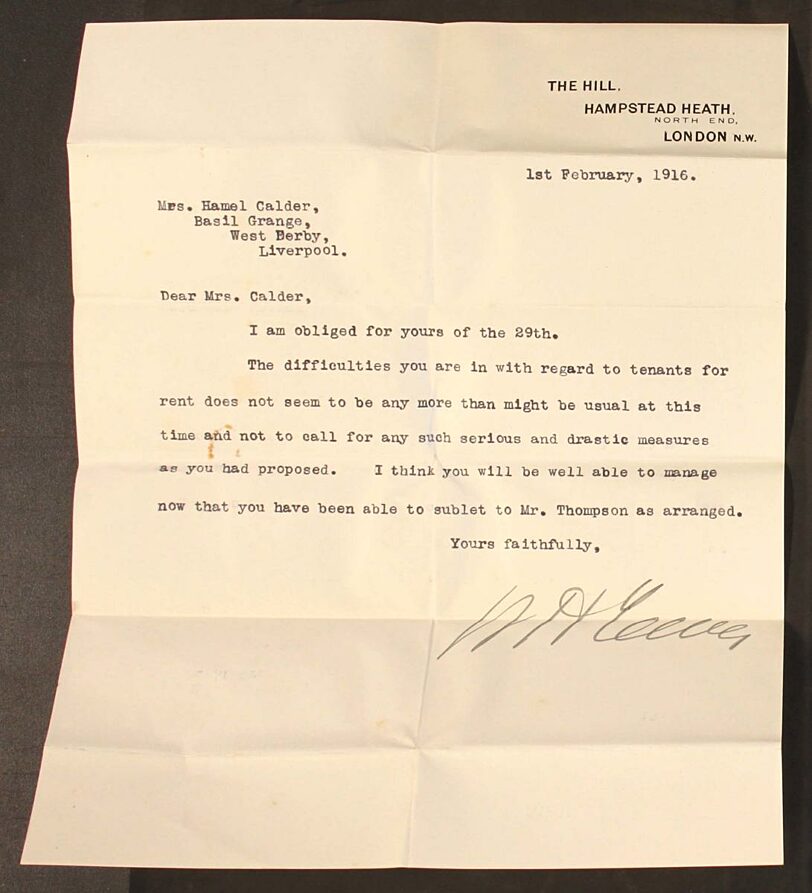 THE HILL,
HAMPSTEAD HEATH,
NORTH END,
LONDON N.W.
1st February, 1916.
Mrs. Hamel Calder,
Basil Grange,
West Derby,
Liverpool.
Dear Mrs. Calder,
I am obliged for yours of the 29th.
The difficulties you are in with regard to tenants for
rent does not seem to be any more than might be usual at this
time and not to call for any such serious and drastic measures
as you had proposed. I think you will be well able to manage
now that you have been able to sublet to Mr. Thompson as arranged.
Yours faithfully,